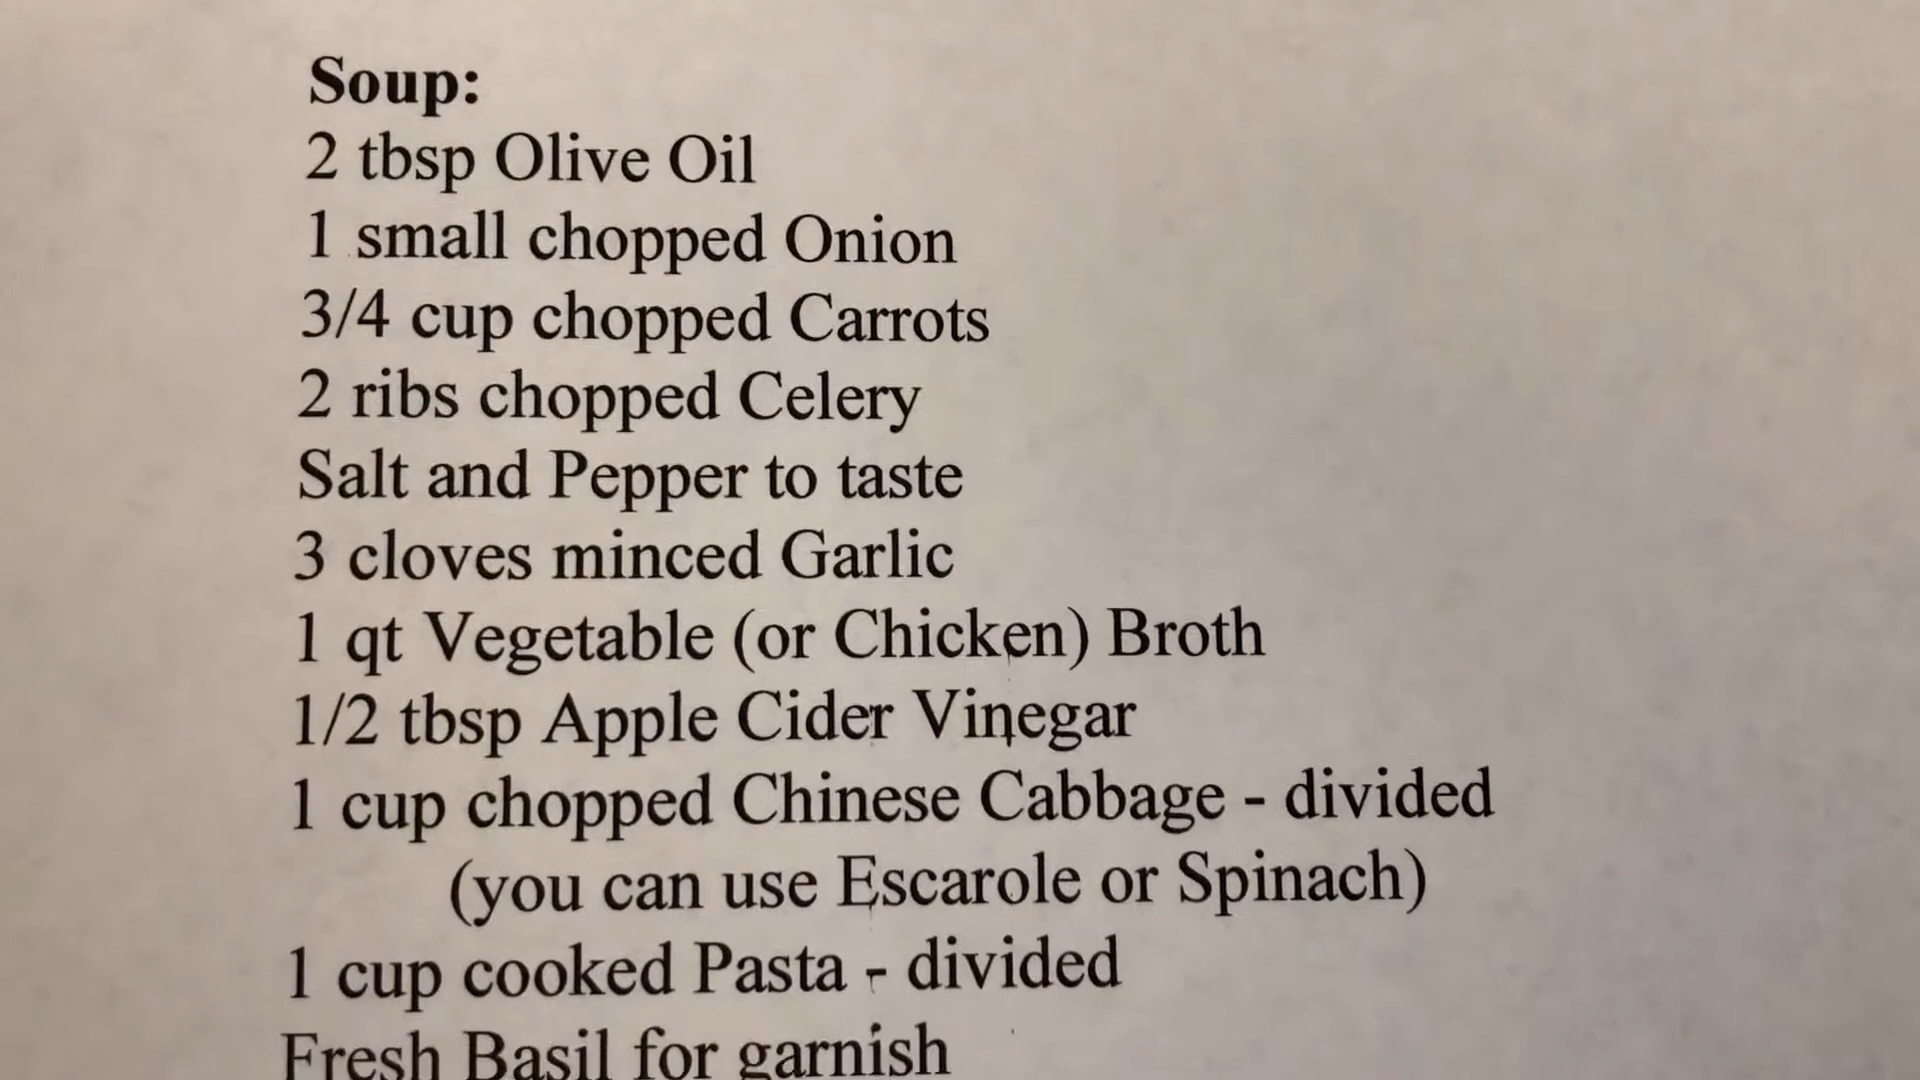 Soup:
2 tbsp Olive Oil
1 small chopped Onion
3/4 cup chopped Carrots
2 ribs chopped Celery
Salt and Pepper to taste
3 cloves minced Garlic
1 qt Vegetable (or Chicken) Broth
1/2 tbsp Apple Cider Vinegar
1 cup chopped Chinese Cabbage - divided
(you can use Escarole or Spinach)
1 cup cooked Pasta - divided
Fresh Basil for garnish